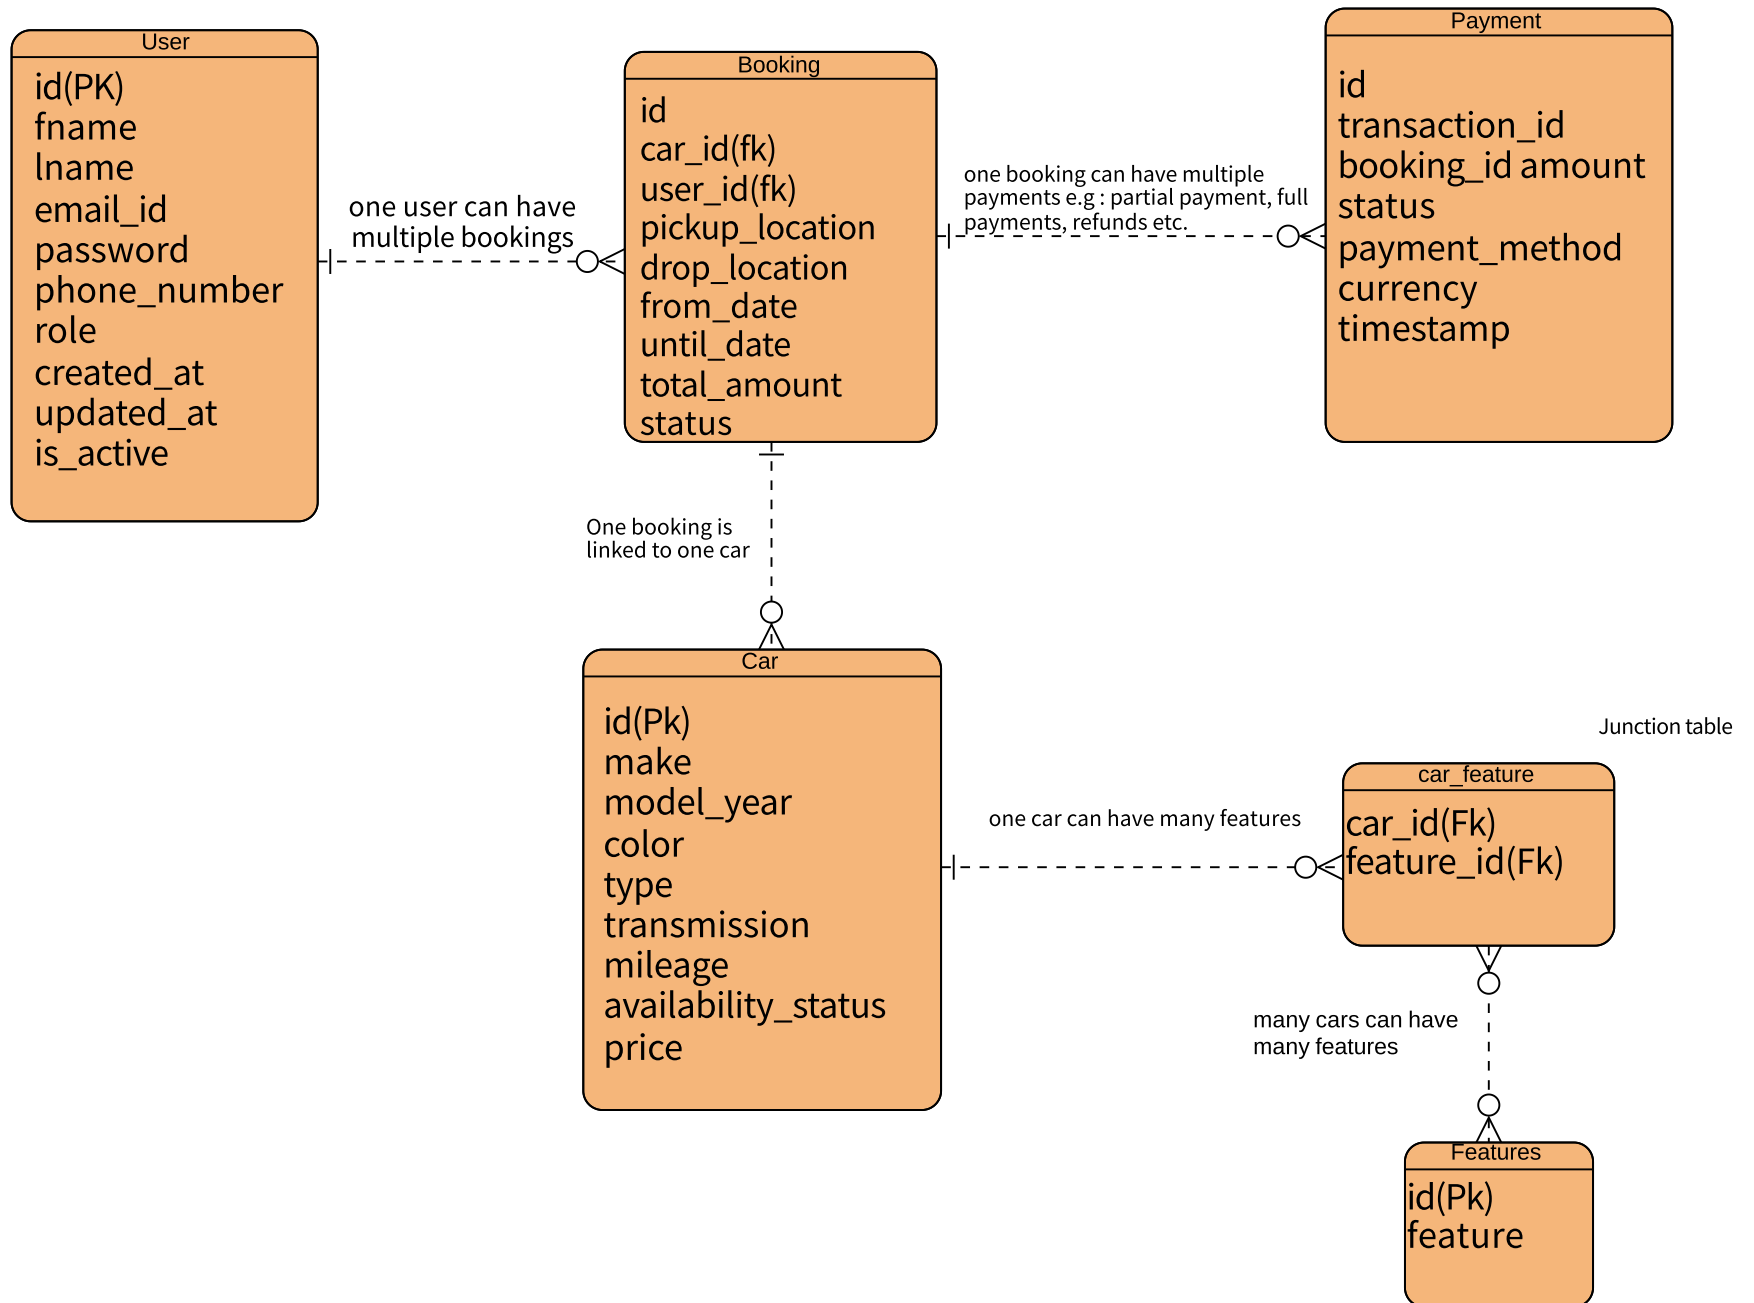 User
id(PK)
fname
lname
email_id
password
phone_number
role
created_at
updated_at
is_active
one user can have
multiple bookings
Booking
id
car_id(fk)
user_id(fk)
pickup_location
drop_location
from_date
until_date
total_amount
status
one booking can have multiple
payments e.g : partial payment, full
payments, refunds etc.
Payment
id
transaction_id
booking_id amount
status
payment_method
currency
timestamp
One booking is
linked to one car
Car
id(Pk)
make
model_year
color
type
transmission
mileage
availability_status
price
one car can have many features
Junction table
car_feature
car_id(Fk)
feature_id(Fk)
many cars can have
many features
Features
id(Pk)
feature